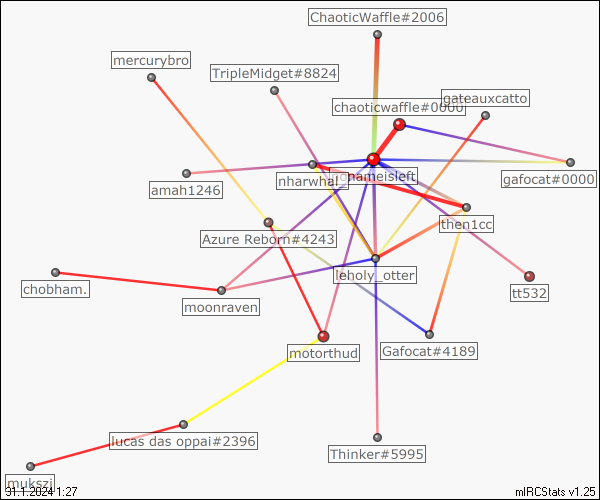 ChaoticWaffle#2006
mercurybro
TripleMidget#8824
gateauxcatto
chaoticwaffle#0000
nharwhal
gafocat#0000
amah1246
then1cc
Azure Reborn#4243
leholy_otter
chobham.
moonraven
tt532
motorthud
Gafocat#4189
lucas das oppai#2396
Thinker#5995
mukszi
31.1.2024 1:27
mIRCStats v1.25